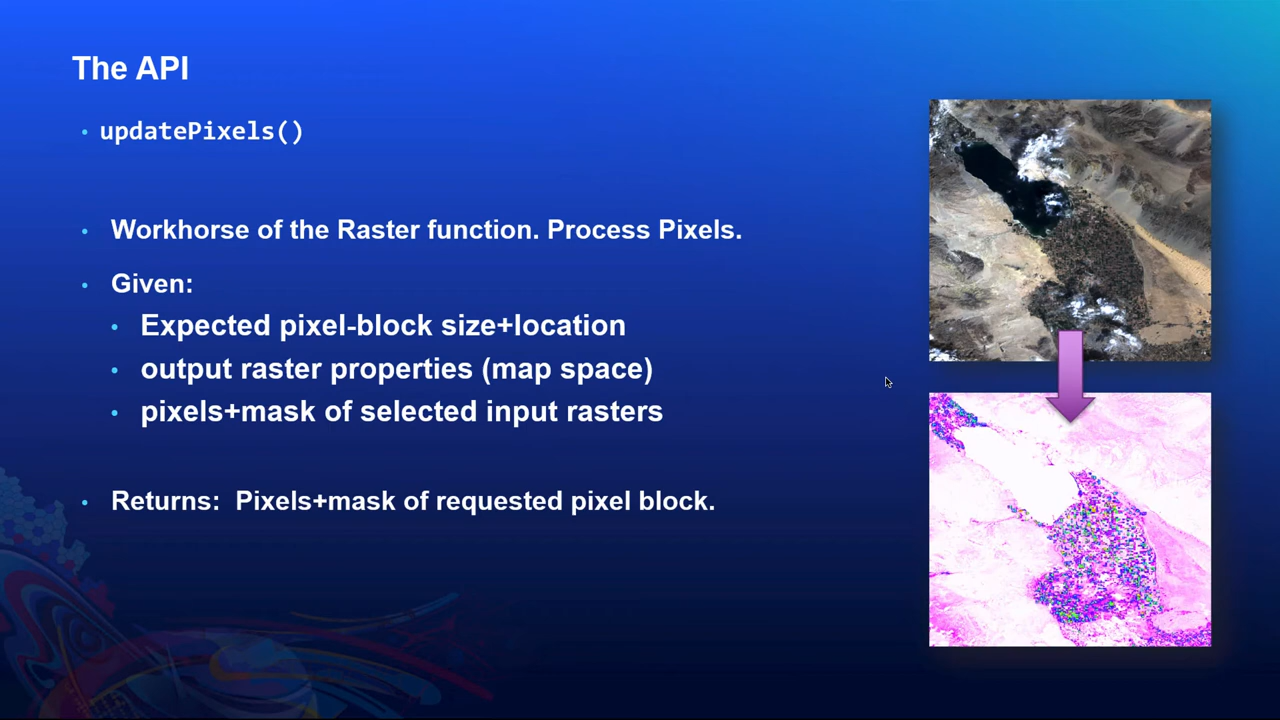 The API
• updatePixels()
• Workhorse of the Raster function. Process Pixels.
• Given:
• Expected pixel-block size+location
• output raster properties (map space)
• pixels+mask of selected input rasters
• Returns: Pixels+mask of requested pixel block.